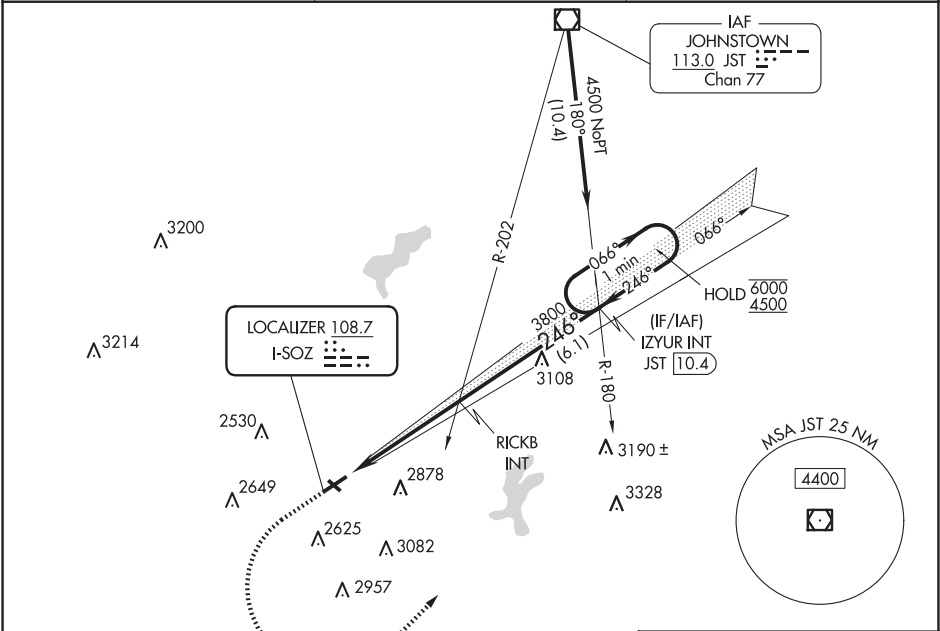 IAF
JOHNSTOWN
113.0 JST
Chan 77
4500 NoPT
180°
(10.4)
R-202
3200
066°
1 min
246°
066°
HOLD 6000
4500
3800
246°
(6.1)
(IF/IAF)
IZYUR INT
JST 10.4
LOCALIZER 108.7
I-SOZ
3214
3108
R-180
2530
RICKB
INT
3190 ±
MSA JST 25 NM
4400
2649
2878
3328
2625
3082
2957